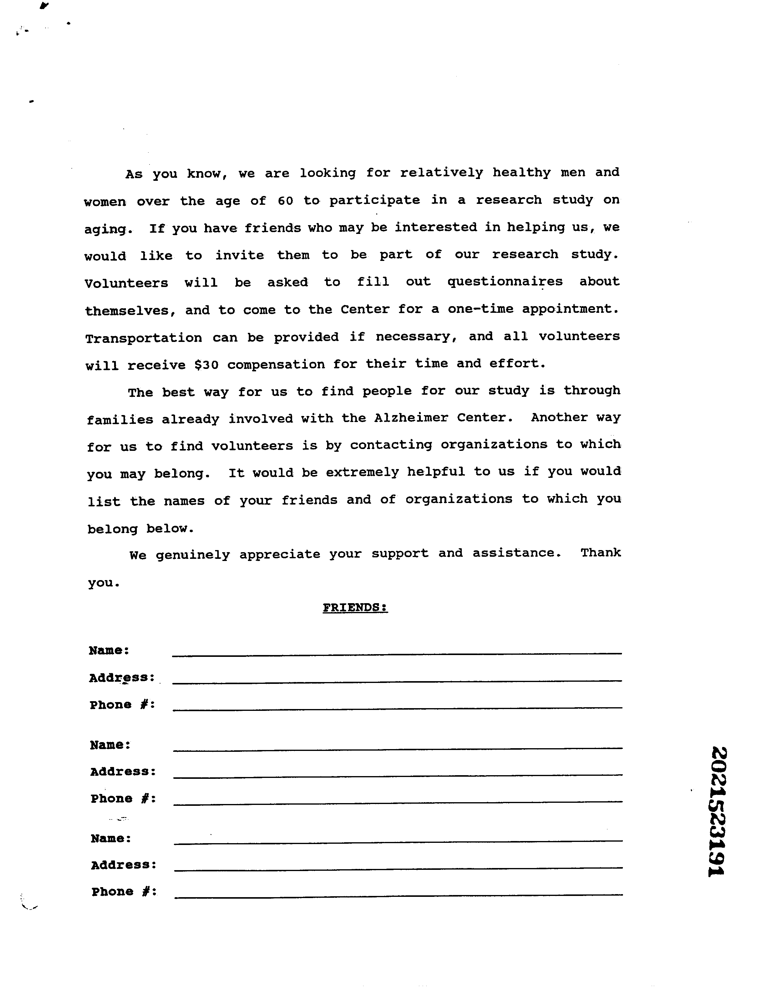 As you know, we are looking for relatively healthy men and
women over the age of 60 to participate in a research study on
aging. If you have friends who may be interested in helping us, we
would like to invite them to be part of our research study.
Volunteers will be asked to fill out questionnaires about
themselves, and to come to the Center for a one-time appointment.
Transportation can be provided if necessary, and all volunteers
will receive $30 compensation for their time and effort.
The best way for us to find people for our study is through
families already involved with the Alzheimer Center. Another way
for us to find volunteers is by contacting organizations to which
you may belong. It would be extremely helpful to us if you would
list the names of your friends and of organizations to which you
belong below.
We genuinely appreciate your support and assistance. Thank
you.
FRIENDS:
Name:
Address:
Phone #:
Name:
Address:
Phone #:
Name:
Address:
Phone #:
2021523191